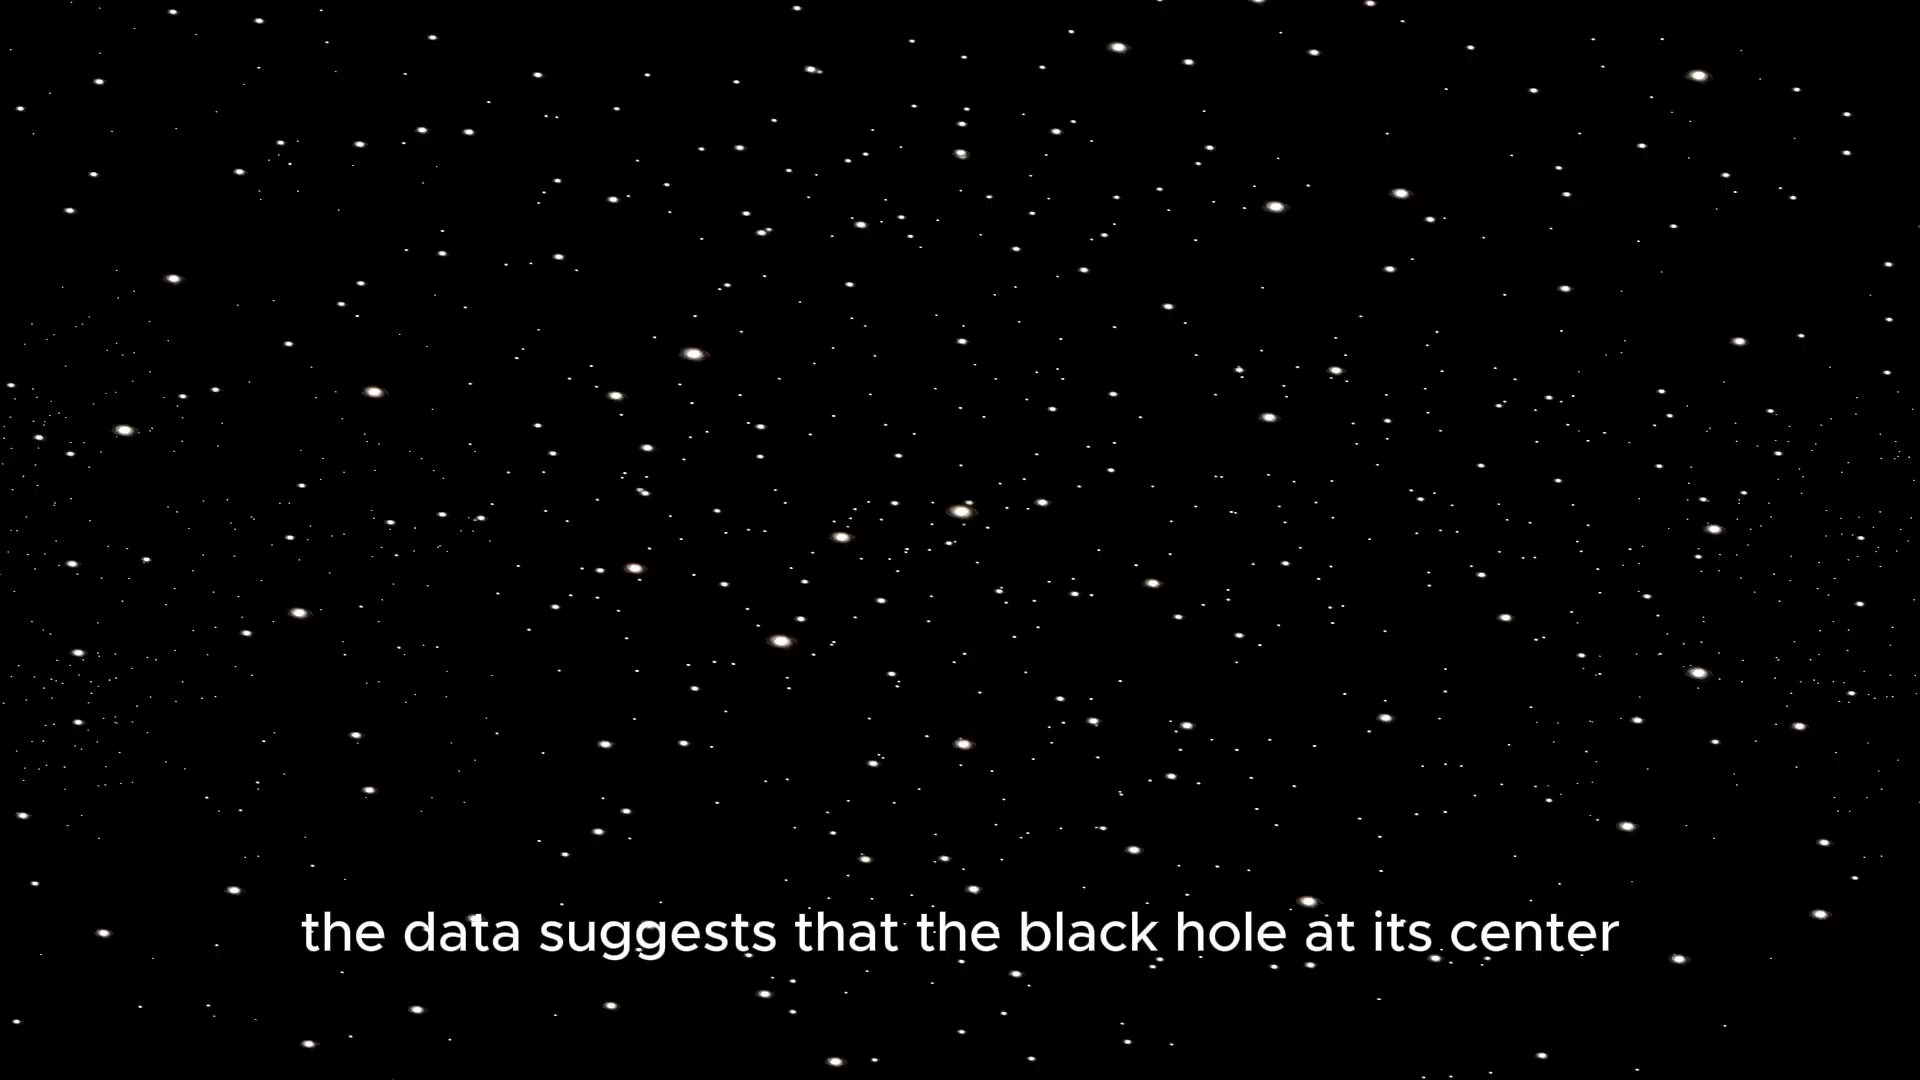 the data suggests that the black hole at its center